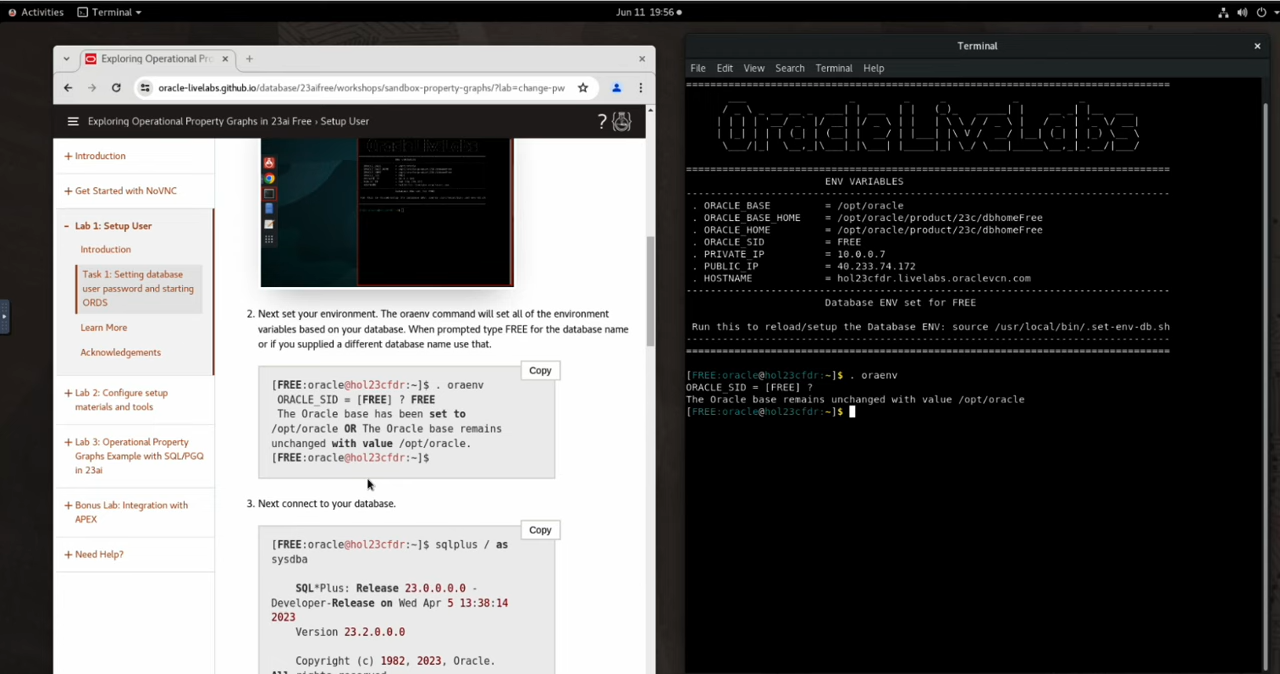 Activities Terminal Jun 11 19:56
Exploring Operational Pr
oracle-livelabs.github.io/database/23aifree/workshops/sandbox-property-graphs/?lab=change-pw
Exploring Operational Property Graphs in 23ai Free › Setup User
+ Introduction
+ Get Started with NoVNC
- Lab 1: Setup User
Introduction
Task 1: Setting database
user password and starting
ORDS
Learn More
Acknowledgements
+ Lab 2: Configure setup
materials and tools
+ Lab 3: Operational Property
Graphs Example with SQL/PGQ
in 23ai
+ Bonus Lab: Integration with
APEX
+ Need Help?
2. Next set your environment. The oraenv command will set all of the environment
variables based on your database. When prompted type FREE for the database name
or if you supplied a different database name use that.
Copy
[FREE:oracle@hol23cfdr:~]$ . oraenv
ORACLE_SID = [FREE] ? FREE
The Oracle base has been set to
/opt/oracle OR The Oracle base remains
unchanged with value /opt/oracle.
[FREE:oracle@hol23cfdr:~]$
3. Next connect to your database.
Copy
[FREE:oracle@hol23cfdr:~]$ sqlplus / as
sysdba
SQL*Plus: Release 23.0.0.0.0 -
Developer-Release on Wed Apr 5 13:38:14
2023
Version 23.2.0.0.0
Copyright (c) 1982, 2023, Oracle.
All rights reserved.
Terminal
File Edit View Search Terminal Help
Oracle LiveLabs
ENV VARIABLES
. ORACLE_BASE = /opt/oracle
. ORACLE_BASE_HOME = /opt/oracle/product/23c/dbhomeFree
. ORACLE_HOME = /opt/oracle/product/23c/dbhomeFree
. ORACLE_SID = FREE
. PRIVATE_IP = 10.0.0.7
. PUBLIC_IP = 40.233.74.172
. HOSTNAME = hol23cfdr.livelabs.oraclevcn.com
Database ENV set for FREE
Run this to reload/setup the Database ENV: source /usr/local/bin/.set-env-db.sh
[FREE:oracle@hol23cfdr:~]$ . oraenv
ORACLE_SID = [FREE] ?
The Oracle base remains unchanged with value /opt/oracle
[FREE:oracle@hol23cfdr:~]$